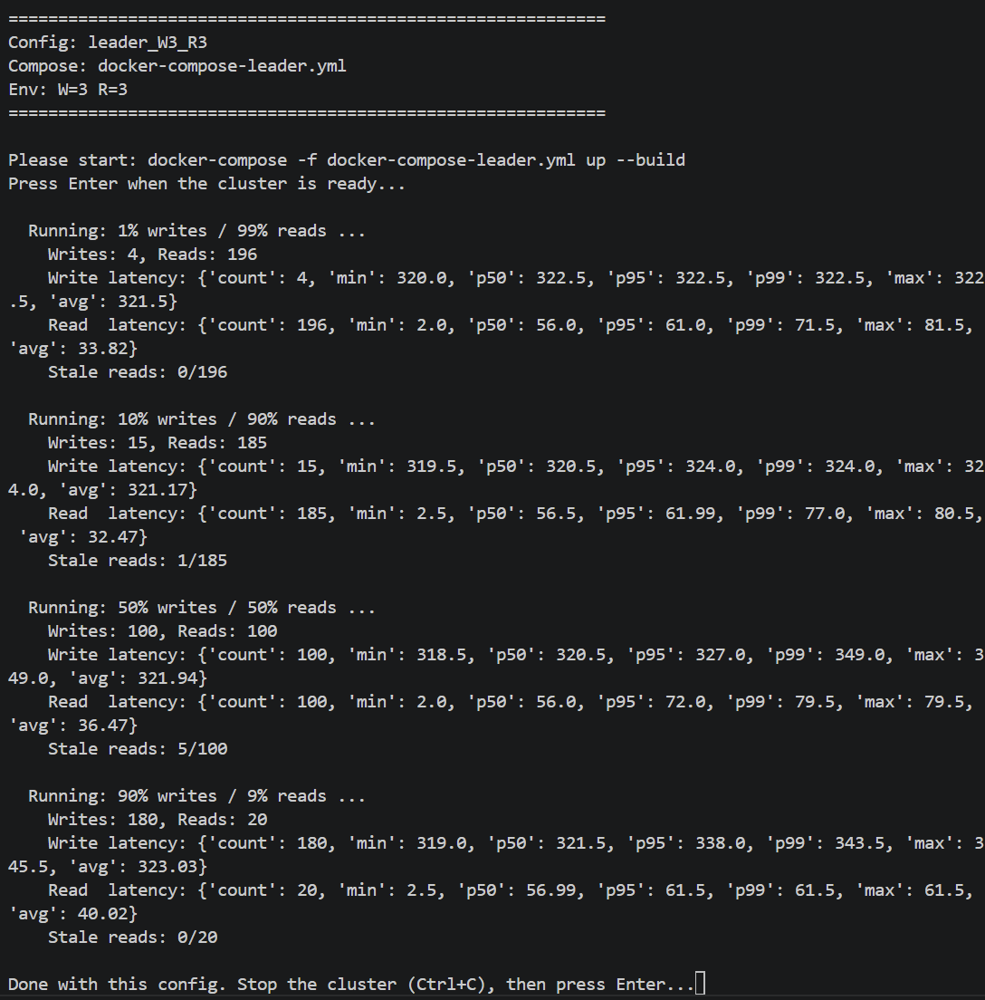 ============================================================
Config: leader_W3_R3
Compose: docker-compose-leader.yml
Env: W=3 R=3
============================================================

Please start: docker-compose -f docker-compose-leader.yml up --build
Press Enter when the cluster is ready...

  Running: 1% writes / 99% reads ...
    Writes: 4, Reads: 196
    Write latency: {'count': 4, 'min': 320.0, 'p50': 322.5, 'p95': 322.5, 'p99': 322.5, 'max': 322
.5, 'avg': 321.5}
    Read  latency: {'count': 196, 'min': 2.0, 'p50': 56.0, 'p95': 61.0, 'p99': 71.5, 'max': 81.5,
'avg': 33.82}
    Stale reads: 0/196

  Running: 10% writes / 90% reads ...
    Writes: 15, Reads: 185
    Write latency: {'count': 15, 'min': 319.5, 'p50': 320.5, 'p95': 324.0, 'p99': 324.0, 'max': 32
4.0, 'avg': 321.17}
    Read  latency: {'count': 185, 'min': 2.5, 'p50': 56.5, 'p95': 61.99, 'p99': 77.0, 'max': 80.5,
 'avg': 32.47}
    Stale reads: 1/185

  Running: 50% writes / 50% reads ...
    Writes: 100, Reads: 100
    Write latency: {'count': 100, 'min': 318.5, 'p50': 320.5, 'p95': 327.0, 'p99': 349.0, 'max': 3
49.0, 'avg': 321.94}
    Read  latency: {'count': 100, 'min': 2.0, 'p50': 56.0, 'p95': 72.0, 'p99': 79.5, 'max': 79.5,
'avg': 36.47}
    Stale reads: 5/100

  Running: 90% writes / 9% reads ...
    Writes: 180, Reads: 20
    Write latency: {'count': 180, 'min': 319.0, 'p50': 321.5, 'p95': 338.0, 'p99': 343.5, 'max': 3
45.5, 'avg': 323.03}
    Read  latency: {'count': 20, 'min': 2.5, 'p50': 56.99, 'p95': 61.5, 'p99': 61.5, 'max': 61.5,
'avg': 40.02}
    Stale reads: 0/20

Done with this config. Stop the cluster (Ctrl+C), then press Enter...